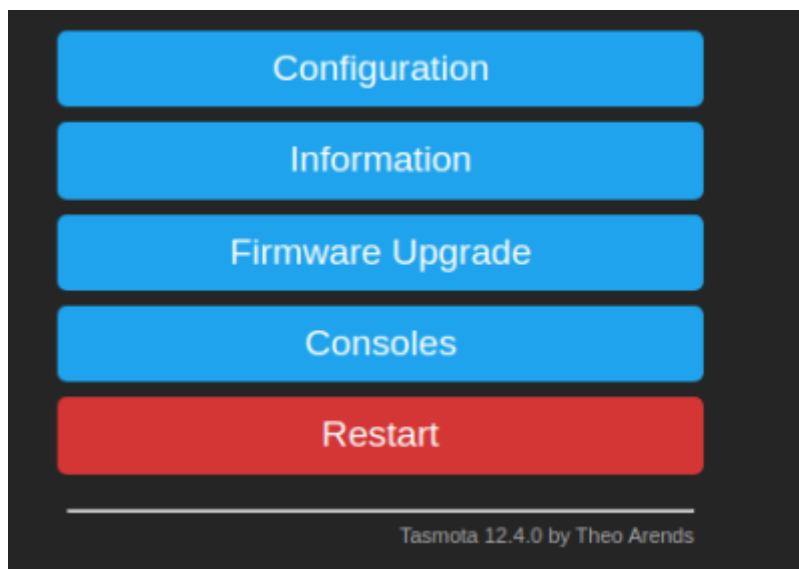 Configuration
Information
Firmware Upgrade
Consoles
Restart
Tasmota 12.4.0 by Theo Arends